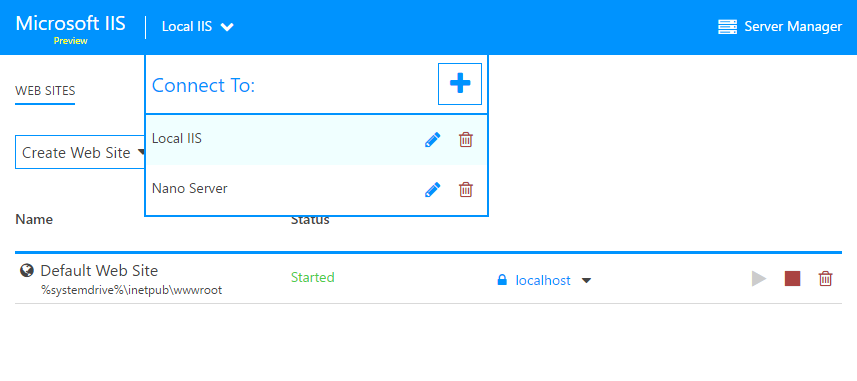 Microsoft IIS
Preview
Local IIS
Server Manager
WEB SITES
Connect To:
Local IIS
Nano Server
Create Web Site
Name
Status
Default Web Site
%systemdrive%\inetpub\wwwroot
Started
localhost